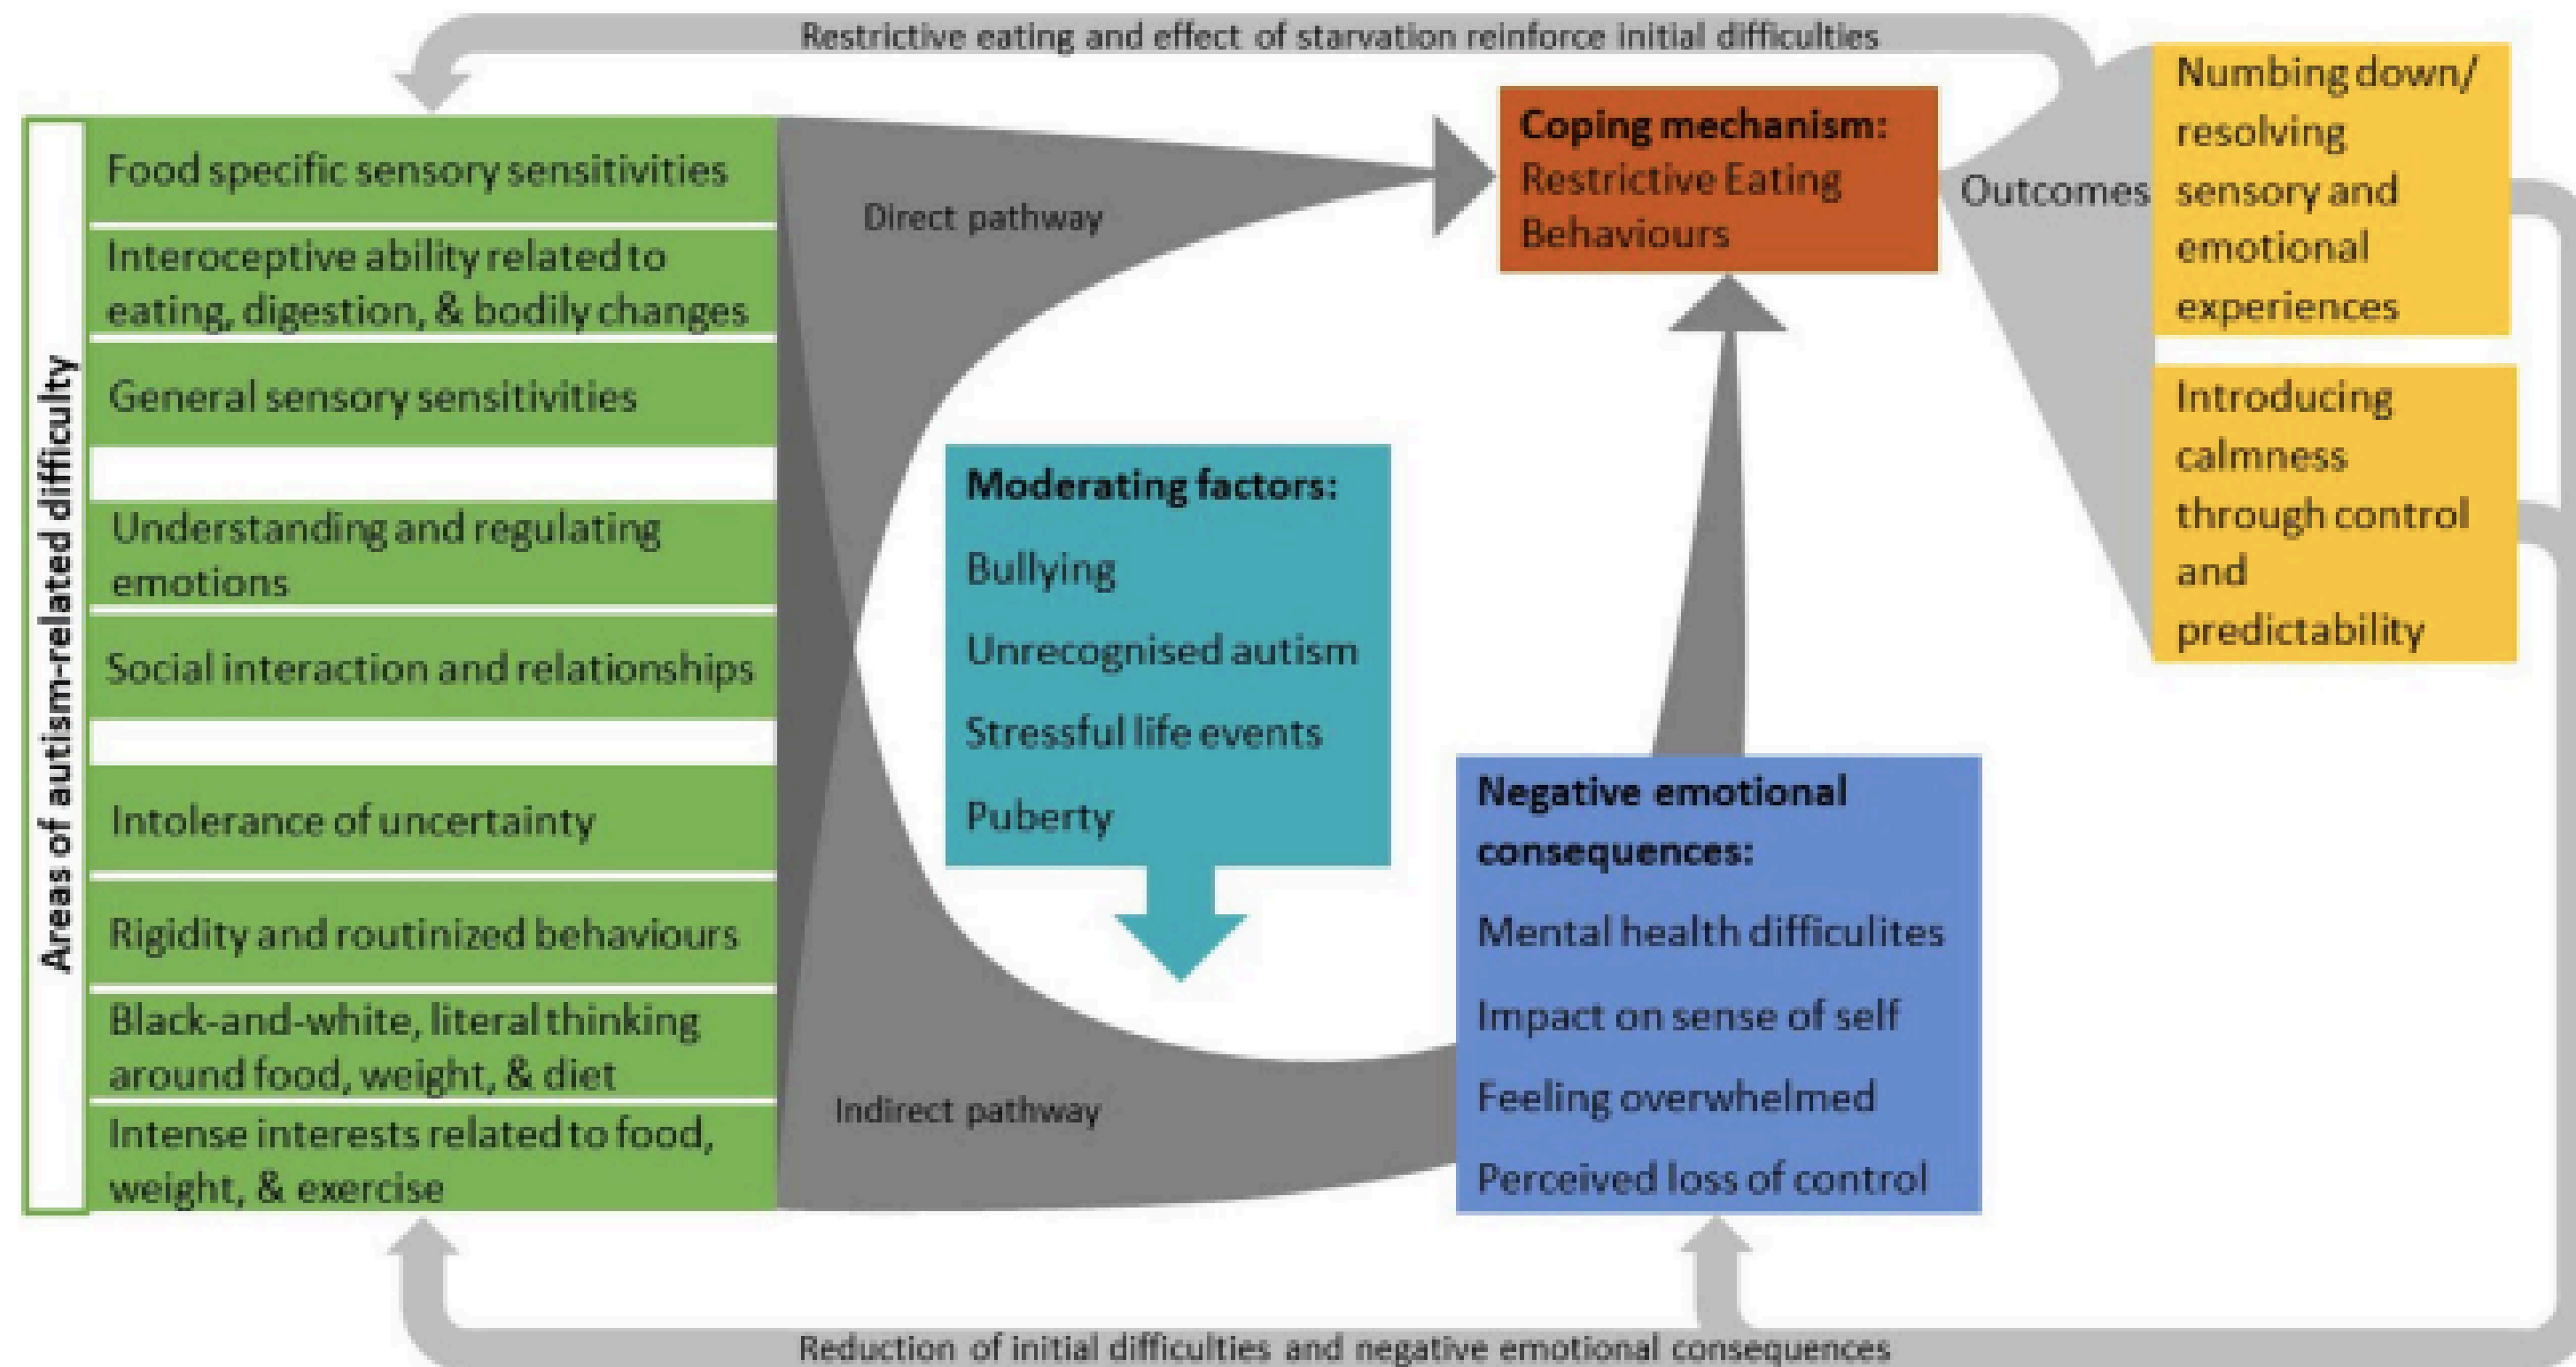 Restrictive eating and effect of starvation reinforce initial difficulties
Areas of autism-related difficulty
Food specific sensory sensitivities
Interoceptive ability related to
eating, digestion, & bodily changes
General sensory sensitivities
Understanding and regulating
emotions
Social interaction and relationships
Intolerance of uncertainty
Rigidity and routinized behaviours
Black-and-white, literal thinking
around food, weight, & diet
Intense interests related to food,
weight, & exercise
Direct pathway
Indirect pathway
Moderating factors:
Bullying
Unrecognised autism
Stressful life events
Puberty
Coping mechanism:
Restrictive Eating
Behaviours
Negative emotional
consequences:
Mental health difficulites
Impact on sense of self
Feeling overwhelmed
Perceived loss of control
Outcomes
Numbing down/
resolving
sensory and
emotional
experiences
Introducing
calmness
through control
and
predictability
Reduction of initial difficulties and negative emotional consequences